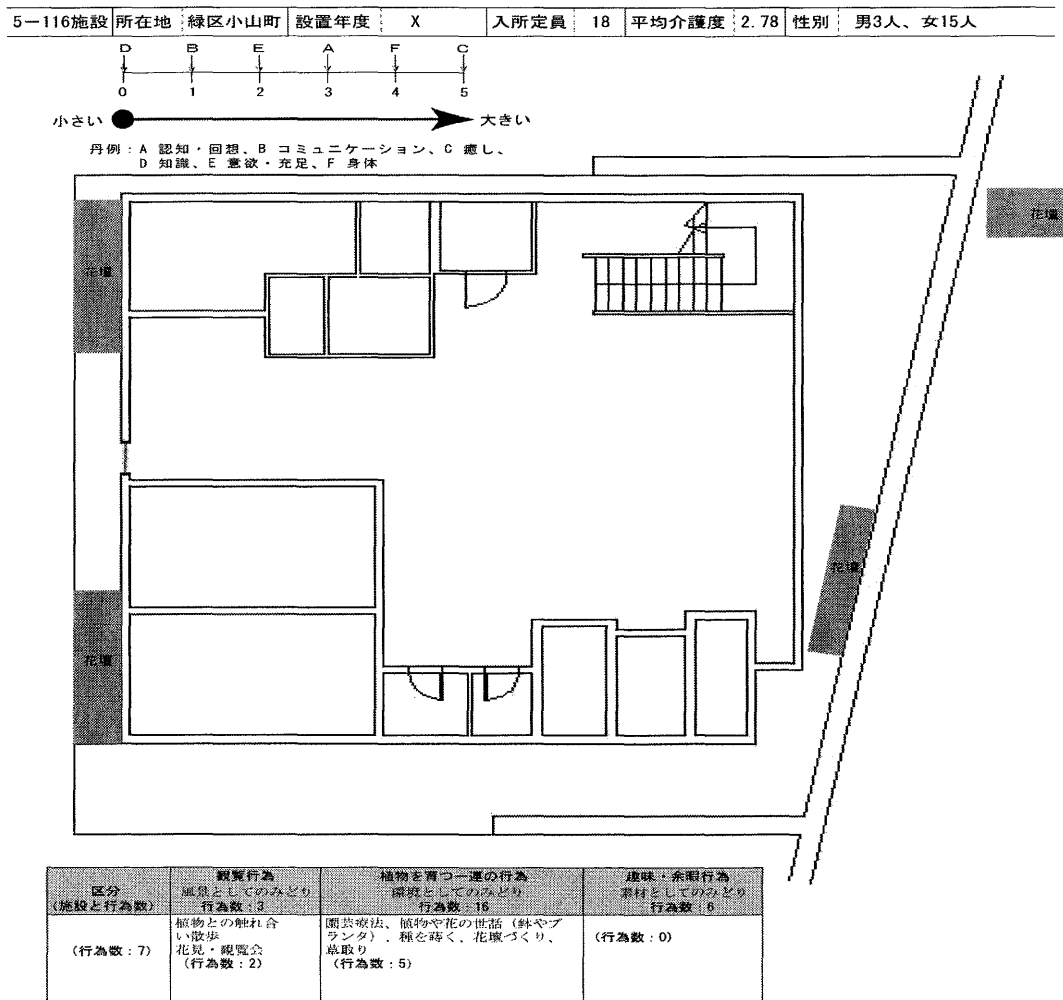 5－116施設 所在地 緑区小山町 設置年度 X 入所定員 18 平均介護度 2.78 性別 男3人、女15人
D B E A F C
0 1 2 3 4 5
小さい 大きい
丹例：A 認知・回想、B コミュニケーション、C 癒し、
D 知識、E 意欲・充足、F 身体
花壇
花壇
花壇
花壇
区分
(施設と行為数)
観覧行為
風景としてのみどり
行為数：3
植物を育つ一連の行為
環境としてのみどり
行為数：16
趣味・余暇行為
素材としてのみどり
行為数 6
(行為数：7)
植物との触れ合
い散歩
花見・観覧会
(行為数：2)
園芸療法、植物や花の世話（鉢やプ
ランタ）、種を蒔く、花壇づくり、
草取り
(行為数：5)
(行為数：0)